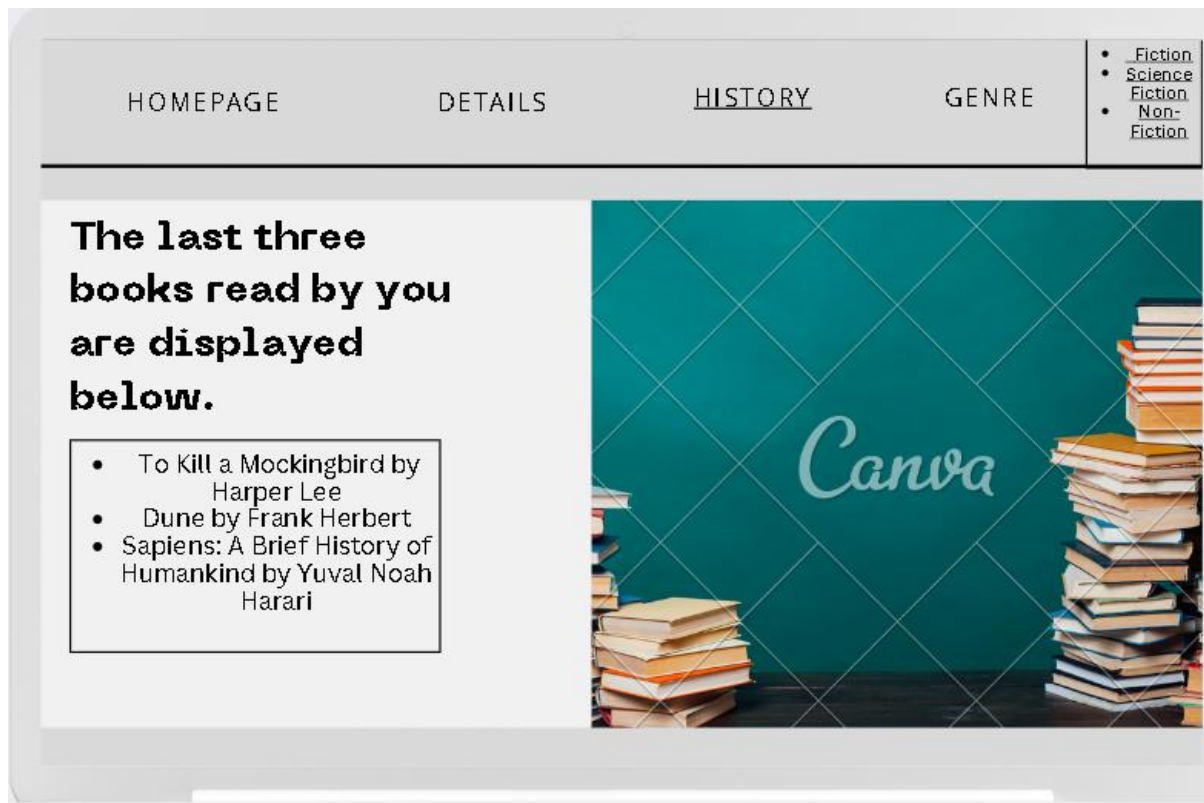 HOMEPAGE DETAILS HISTORY GENRE
• Fiction
• Science
Fiction
• Non-
Fiction
The last three
books read by you
are displayed
below.
• To Kill a Mockingbird by
Harper Lee
• Dune by Frank Herbert
• Sapiens: A Brief History of
Humankind by Yuval Noah
Harari
Canva